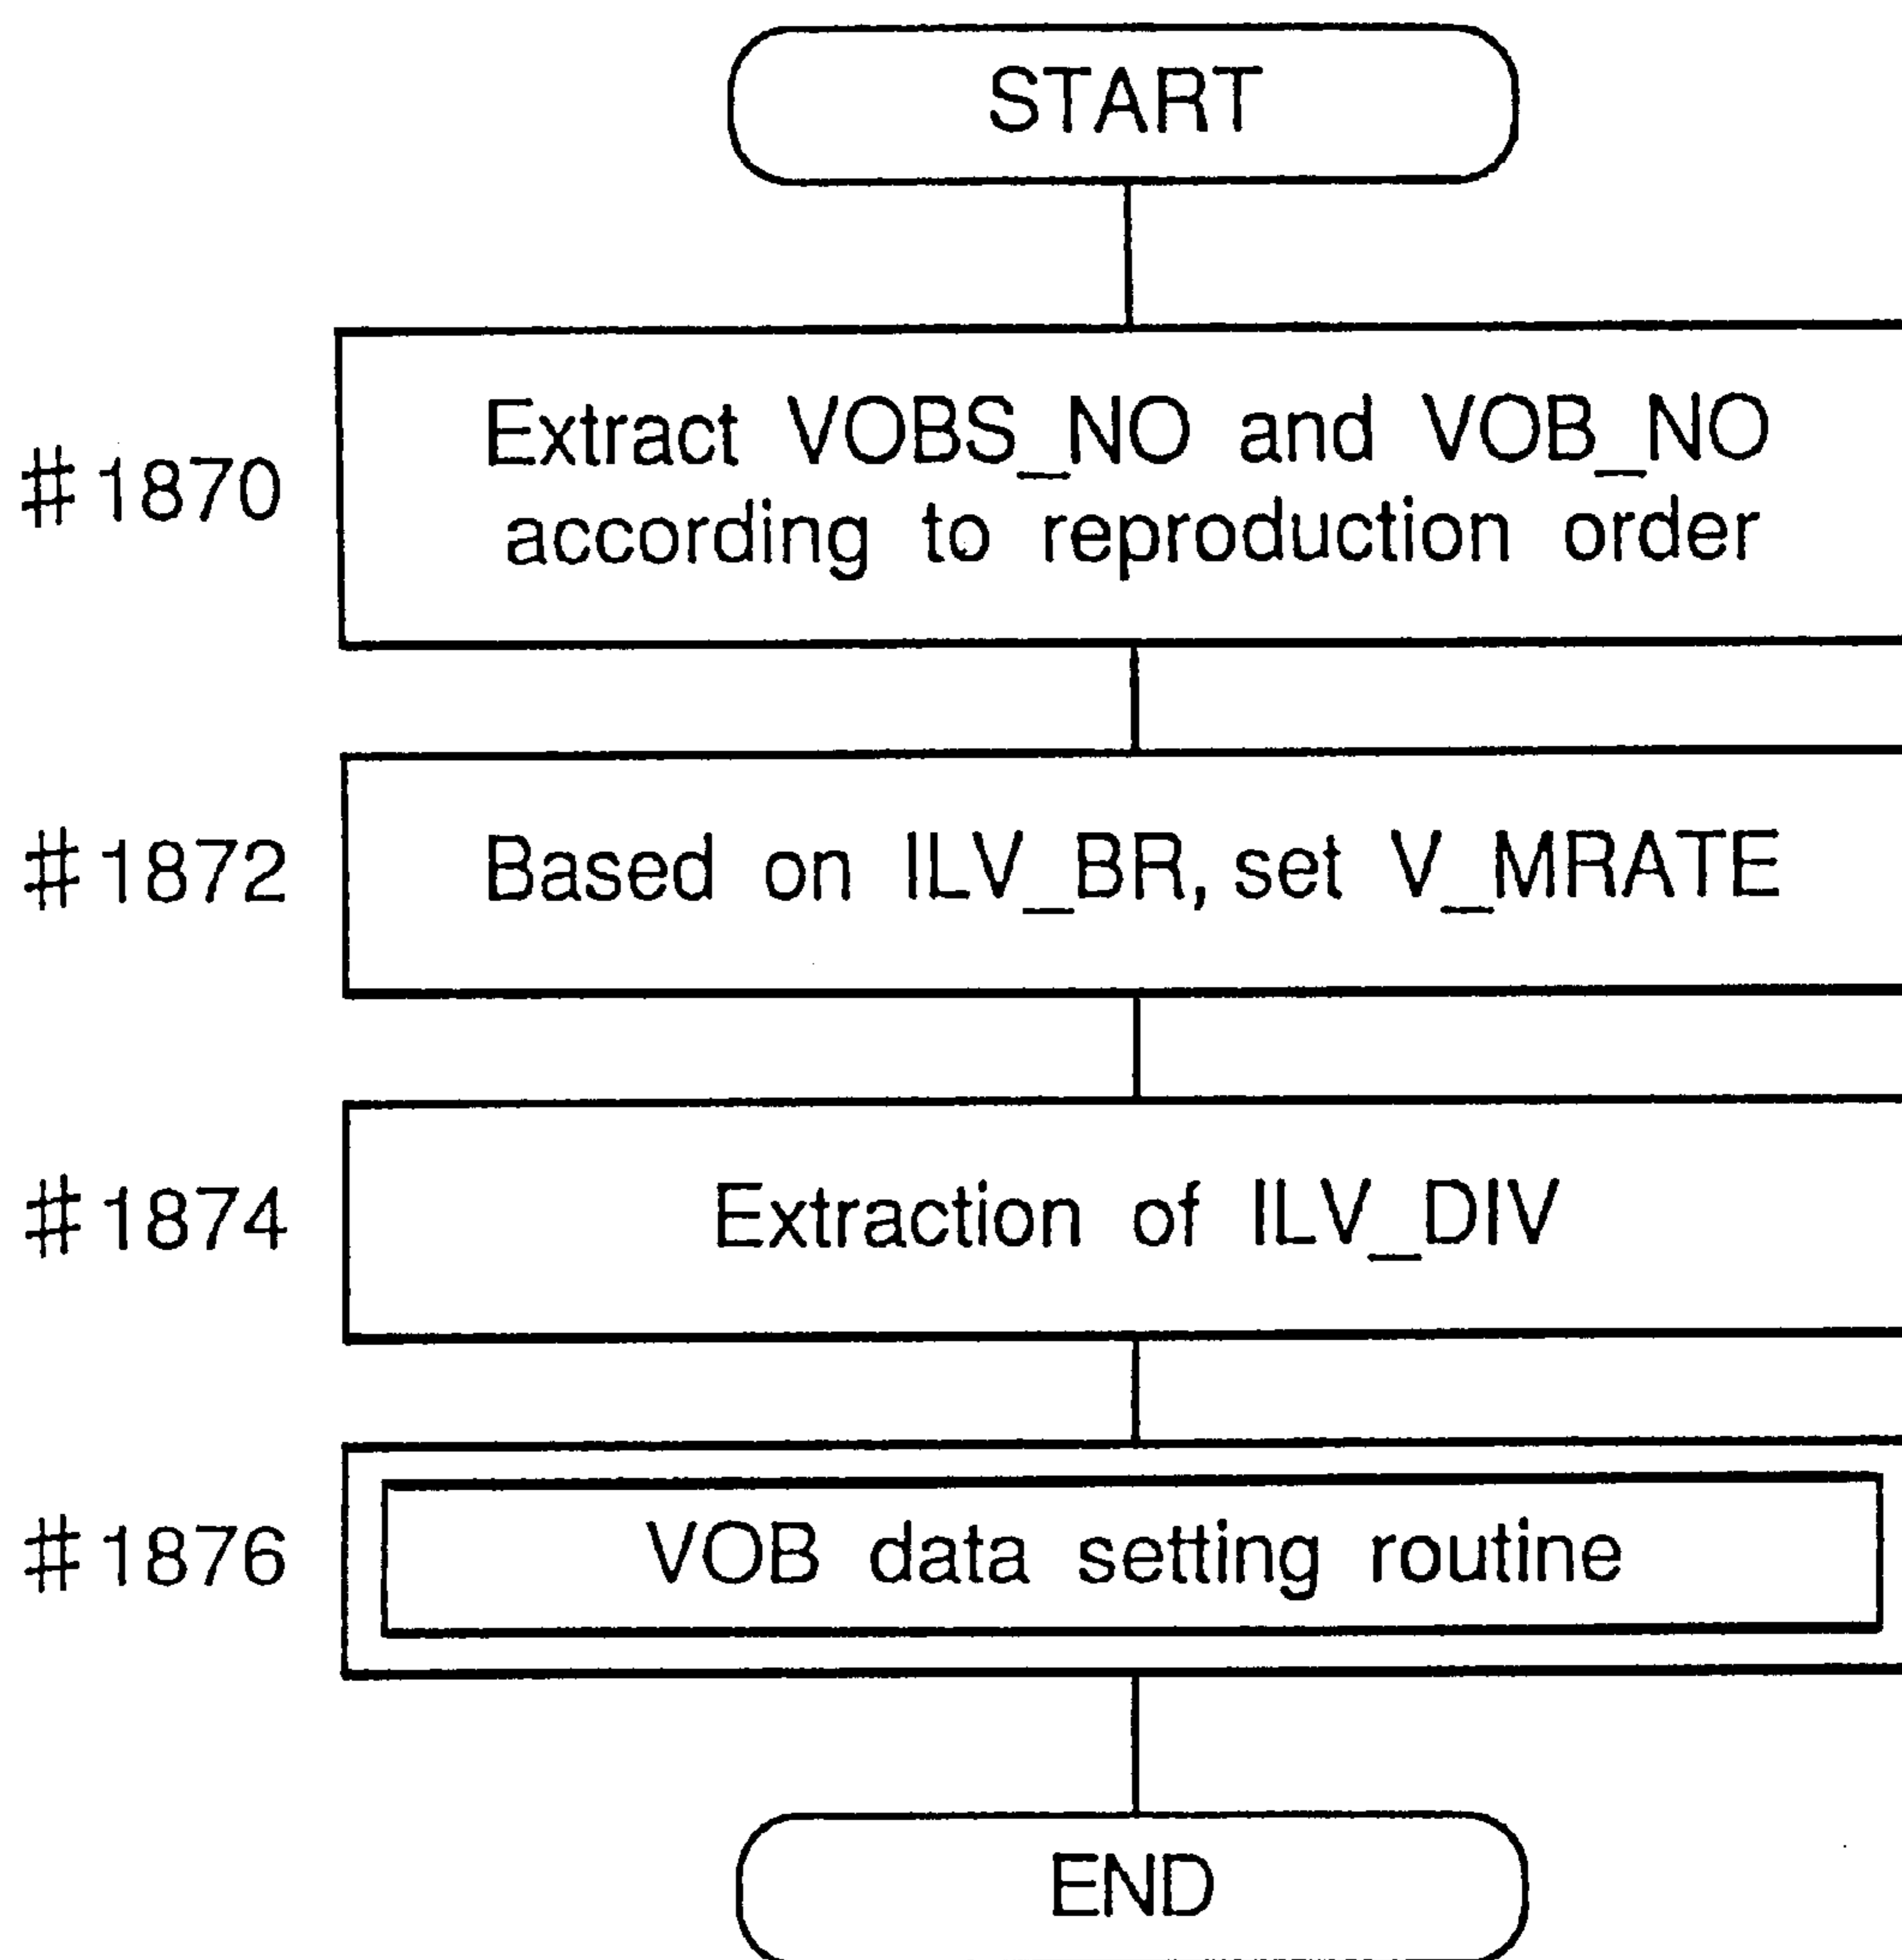 START
#1870
Extract VOBS_NO and VOB_NO
according to reproduction order
#1872
Based on ILV_BR, set V_MRATE
#1874
Extraction of ILV_DIV
#1876
VOB data setting routine
END